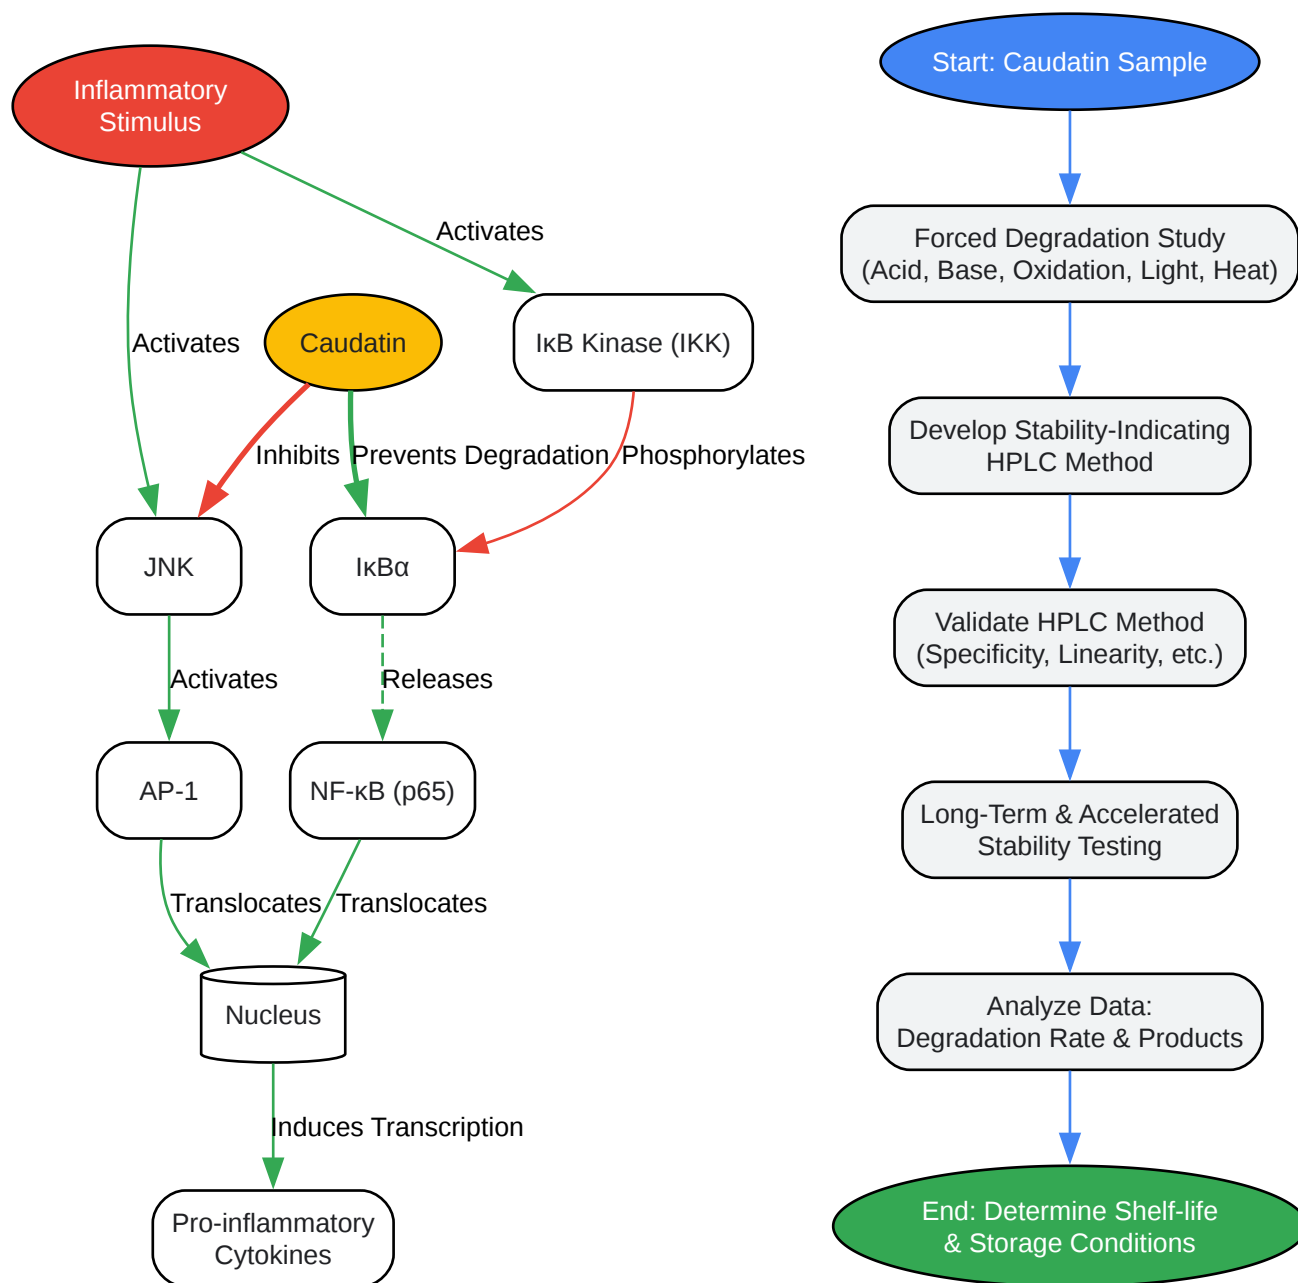 Inflammatory
Stimulus
Activates
Activates
Caudatin
IκB Kinase (IKK)
Inhibits
Prevents Degradation
Phosphorylates
JNK
IκBα
Activates
Releases
AP-1
NF-κB (p65)
Translocates
Translocates
Nucleus
Induces Transcription
Pro-inflammatory
Cytokines
Start: Caudatin Sample
Forced Degradation Study
(Acid, Base, Oxidation, Light, Heat)
Develop Stability-Indicating
HPLC Method
Validate HPLC Method
(Specificity, Linearity, etc.)
Long-Term & Accelerated
Stability Testing
Analyze Data:
Degradation Rate & Products
End: Determine Shelf-life
& Storage Conditions